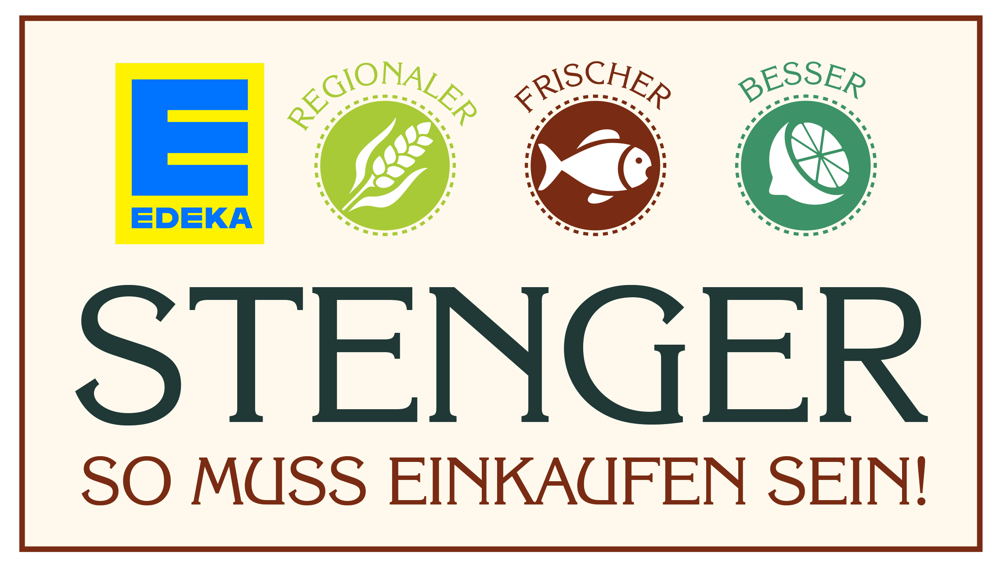 E
EDEKA
REGIONALER
FRISCHER
BESSER
STENGER
SO MUSS EINKAUFEN SEIN!